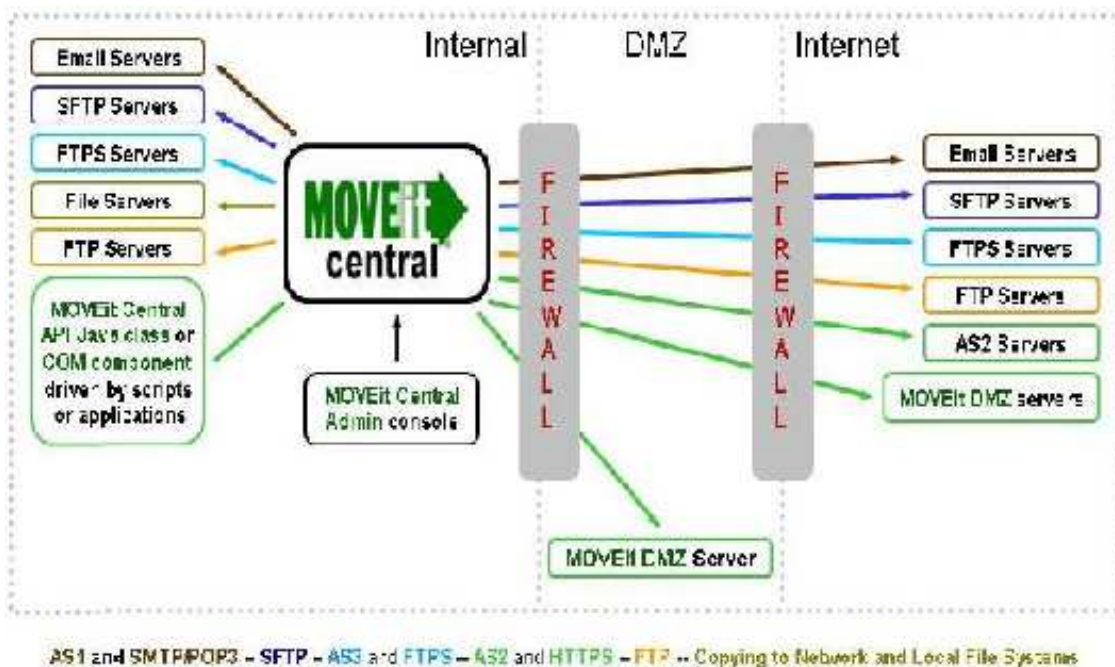 Internal
DMZ
Internet
Email Servers
SFTP Servers
FTPS Servers
File Servers
FTP Servers
MOVEit Central
API Java class or
COM component
driven by scripts
or applications
MOVEit
central
MOVEit Central
Admin console
FIREWALL
FIREWALL
Email Servers
SFTP Servers
FTPS Servers
FTP Servers
AS2 Servers
MOVEit DMZ servers
MOVEit DMZ Server
AS1 and SMTP/POP3 -- SFTP -- AS3 and FTPS -- AS2 and HTTPS -- FTP -- Copying to Network and Local File Systems